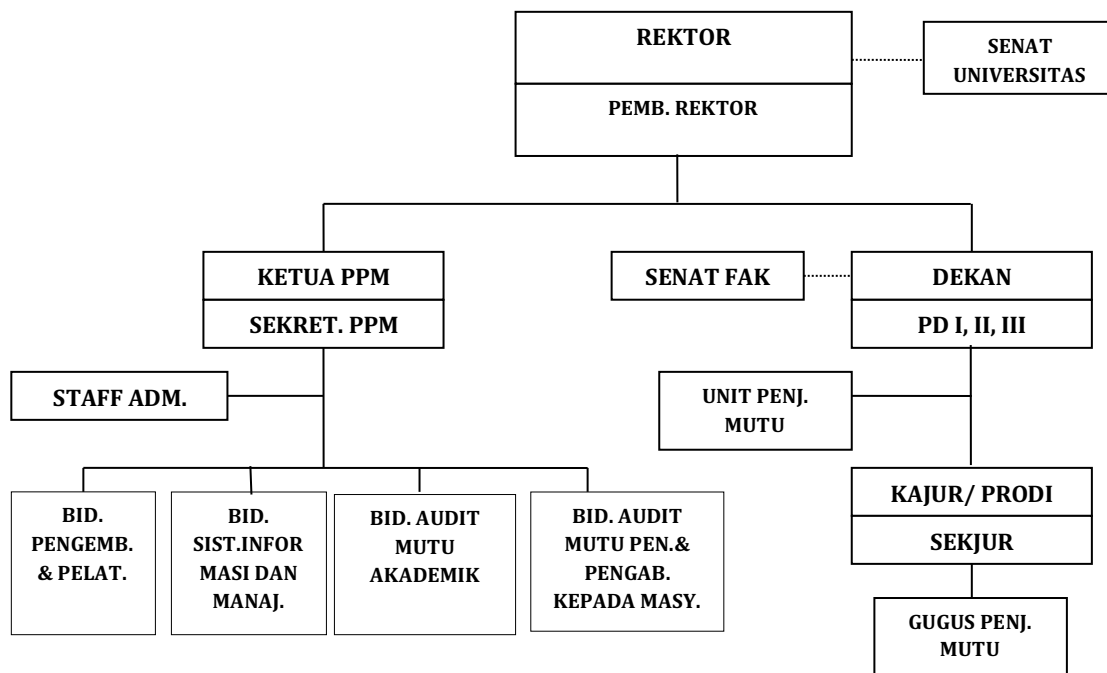 REKTOR
SENAT
UNIVERSITAS
PEMB. REKTOR
KETUA PPM
SENAT FAK
DEKAN
SEKRET. PPM
PD I, II, III
STAFF ADM.
UNIT PENJ.
MUTU
BID.
PENGEMB.
& PELAT.
BID.
SIST.INFOR
MASI DAN
MANAJ.
BID. AUDIT
MUTU
AKADEMIK
BID. AUDIT
MUTU PEN.&
PENGAB.
KEPADA MASY.
KAJUR/ PRODI
SEKJUR
GUGUS PENJ.
MUTU